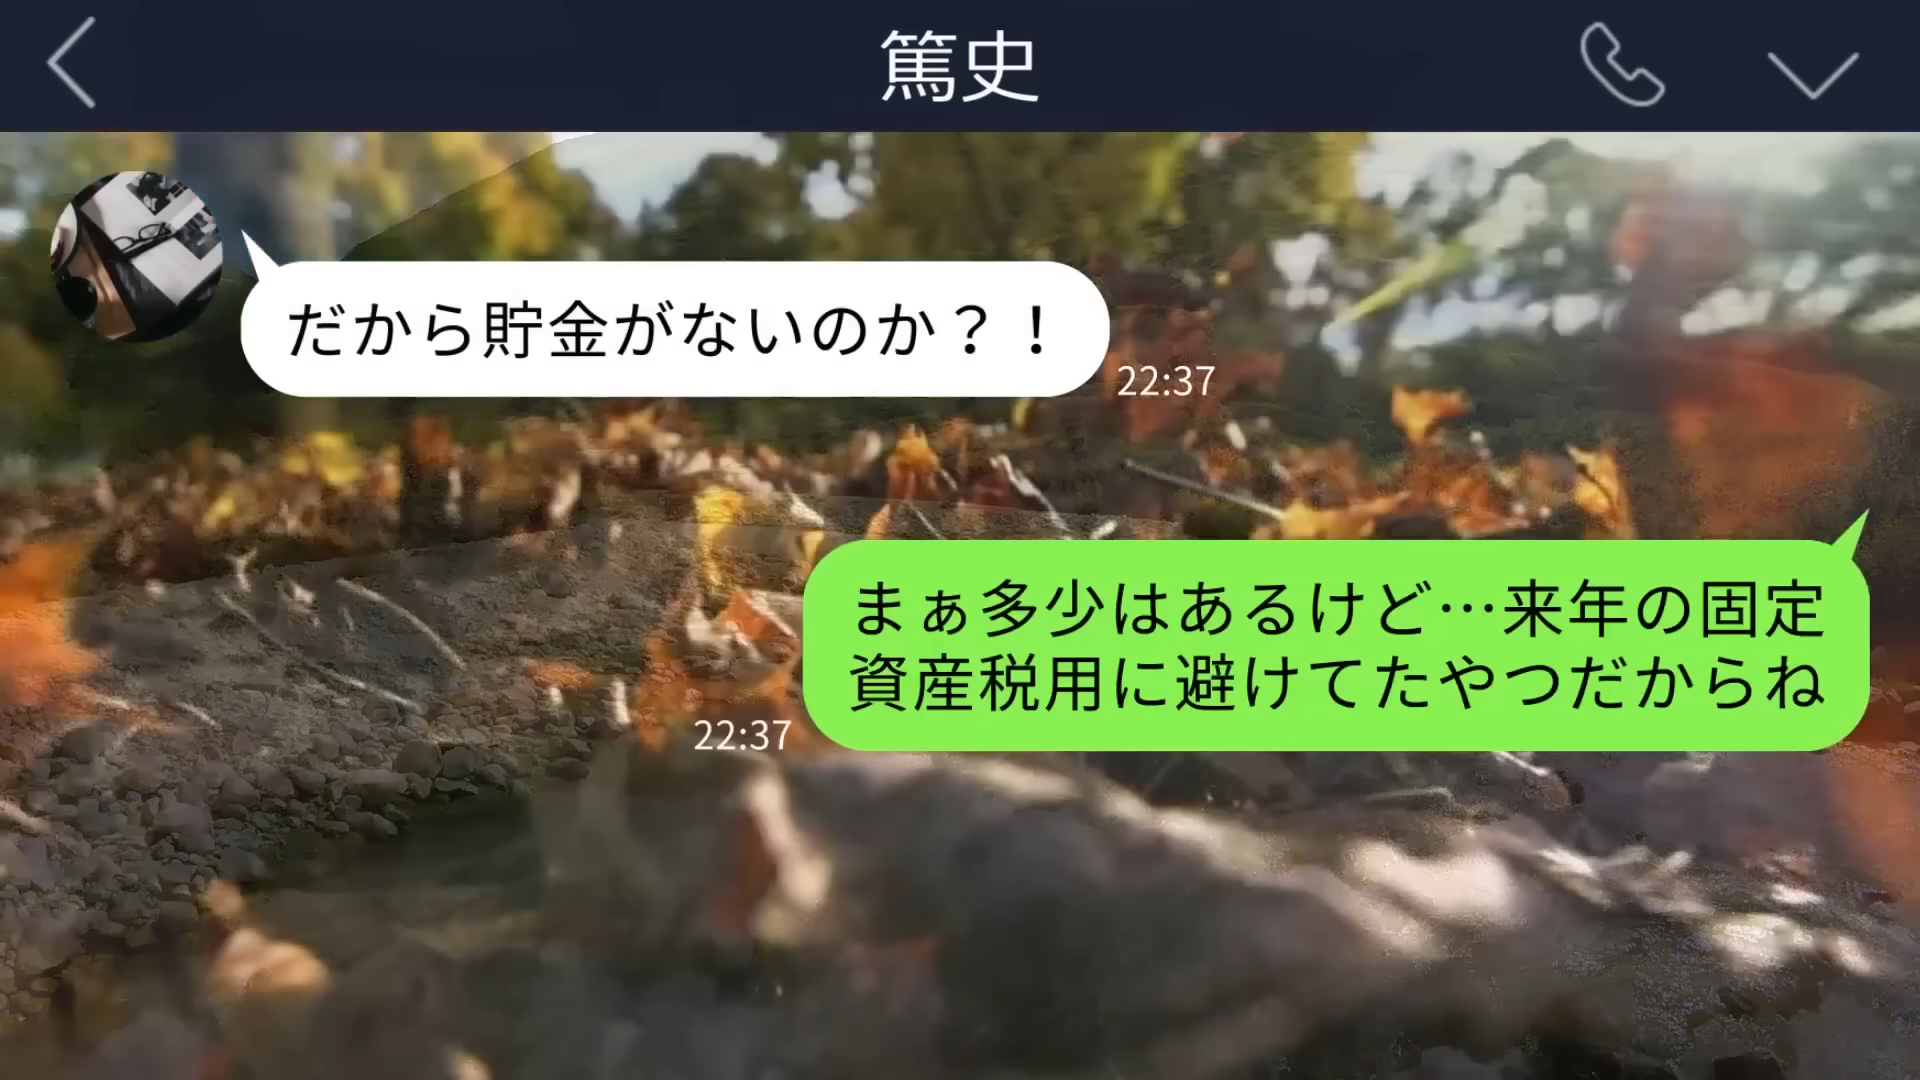 篤史
だから貯金がないのか？！
22:37
まぁ多少はあるけど…来年の固定
資産税用に避けてたやつだからね
22:37